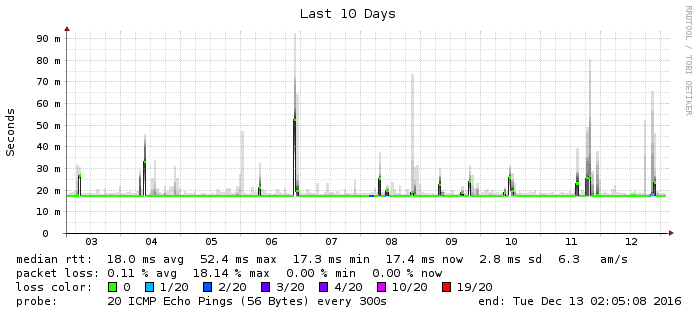 Last 10 Days
RRDTOOL / TOBI OETIKER
Seconds
90 m
80 m
70 m
60 m
50 m
40 m
30 m
20 m
10 m
0
03 04 05 06 07 08 09 10 11 12
median rtt: 18.0 ms avg 52.4 ms max 17.3 ms min 17.4 ms now 2.8 ms sd 6.3 am/s
packet loss: 0.11 % avg 18.14 % max 0.00 % min 0.00 % now
loss color: 0 1/20 2/20 3/20 4/20 10/20 19/20
probe: 20 ICMP Echo Pings (56 Bytes) every 300s end: Tue Dec 13 02:05:08 2016